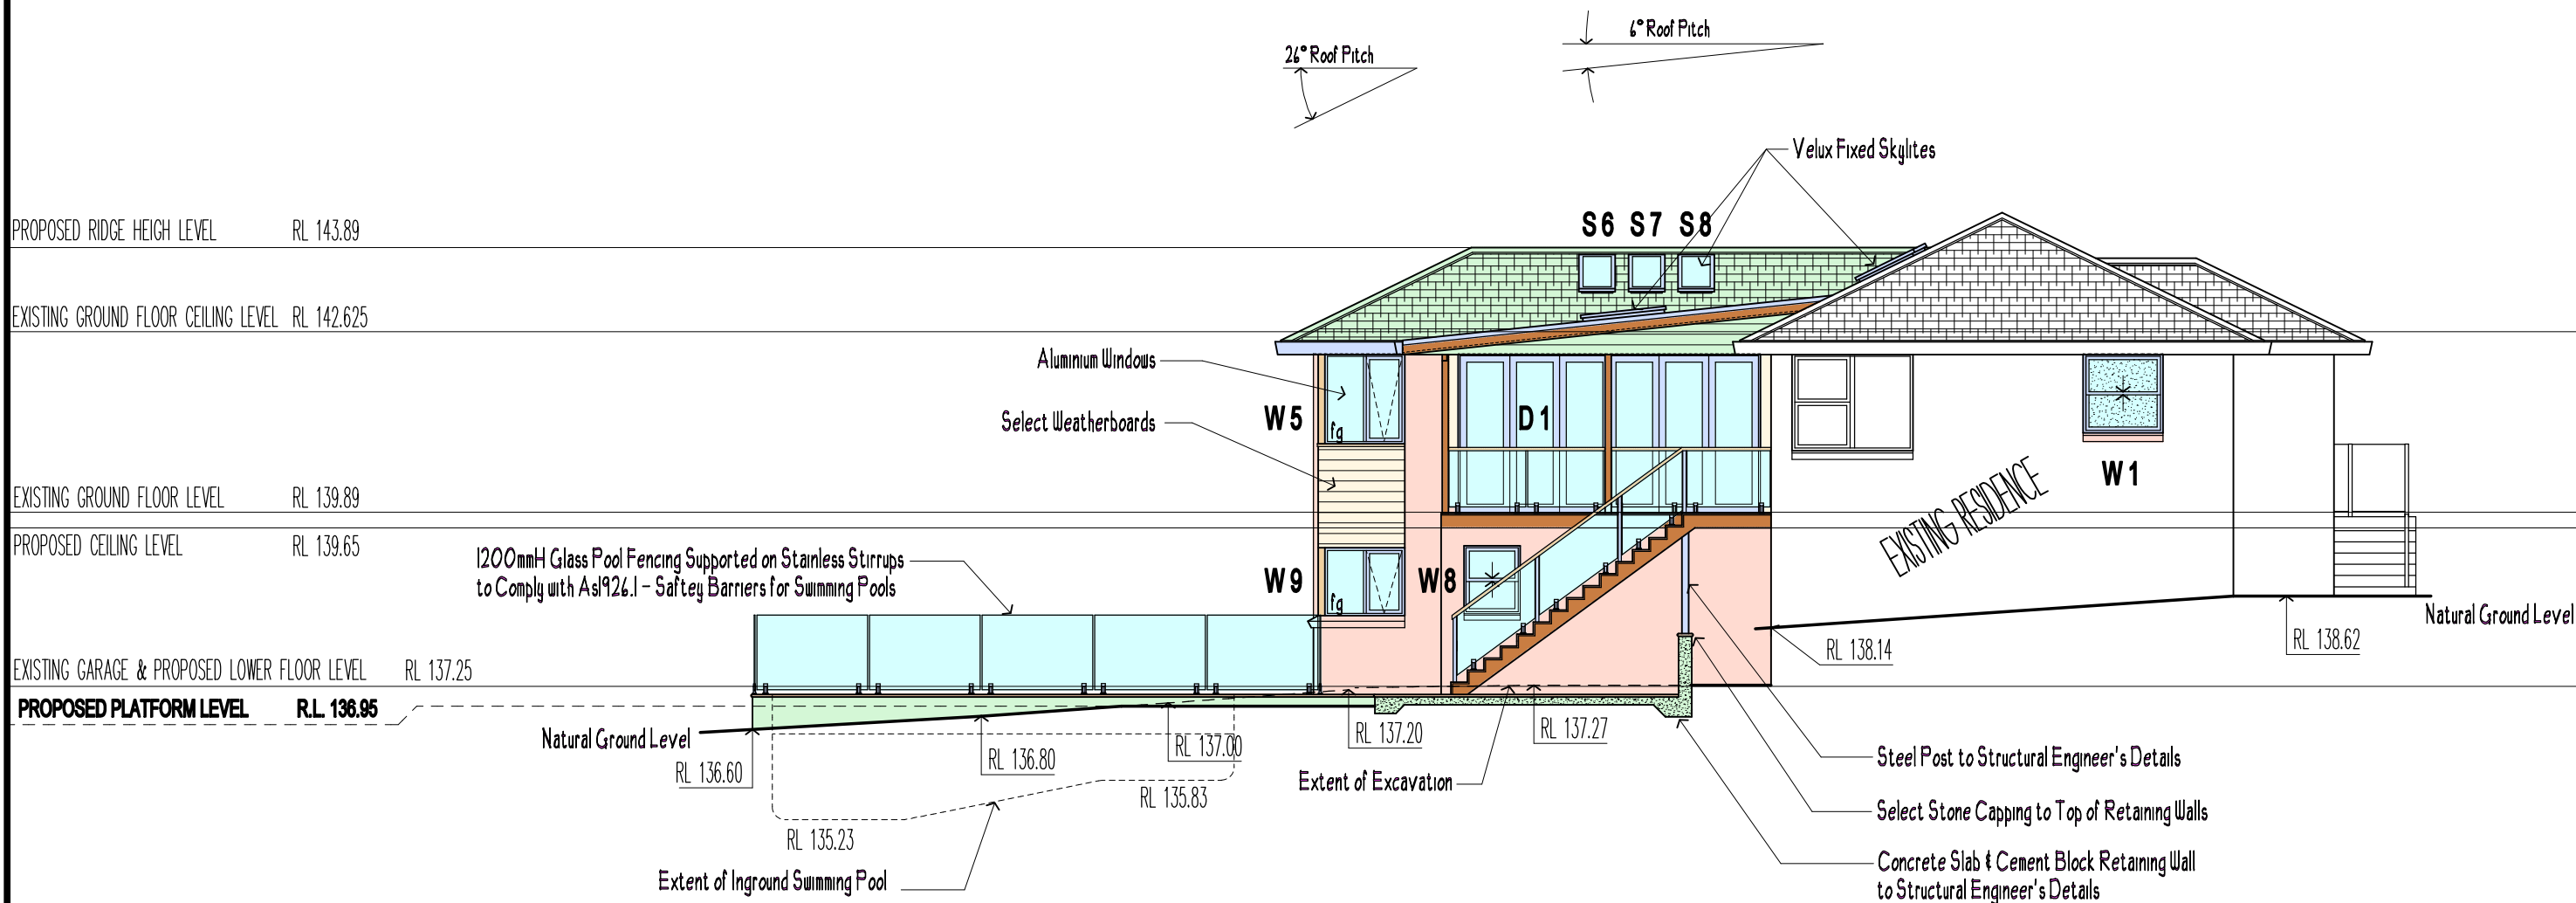 26° Roof Pitch
6° Roof Pitch
Velux Fixed Skylites
S6 S7 S8
PROPOSED RIDGE HEIGH LEVEL RL 143.89
EXISTING GROUND FLOOR CEILING LEVEL RL 142.625
Aluminium Windows
Select Weatherboards
W5
fg
D1
W1
EXISTING RESIDENCE
EXISTING GROUND FLOOR LEVEL RL 139.89
PROPOSED CEILING LEVEL RL 139.65
1200mmH Glass Pool Fencing Supported on Stainless Stirrups
to Comply with As1926.1 - Saftey Barriers for Swimming Pools
W9
fg
W8
Natural Ground Level
RL 138.62
RL 138.14
EXISTING GARAGE & PROPOSED LOWER FLOOR LEVEL RL 137.25
PROPOSED PLATFORM LEVEL R.L. 136.95
Natural Ground Level
RL 136.60
RL 136.80
RL 137.00
RL 137.20
RL 137.27
RL 135.83
RL 135.23
Extent of Excavation
Extent of Inground Swimming Pool
Steel Post to Structural Engineer's Details
Select Stone Capping to Top of Retaining Walls
Concrete Slab & Cement Block Retaining Wall
to Structural Engineer's Details